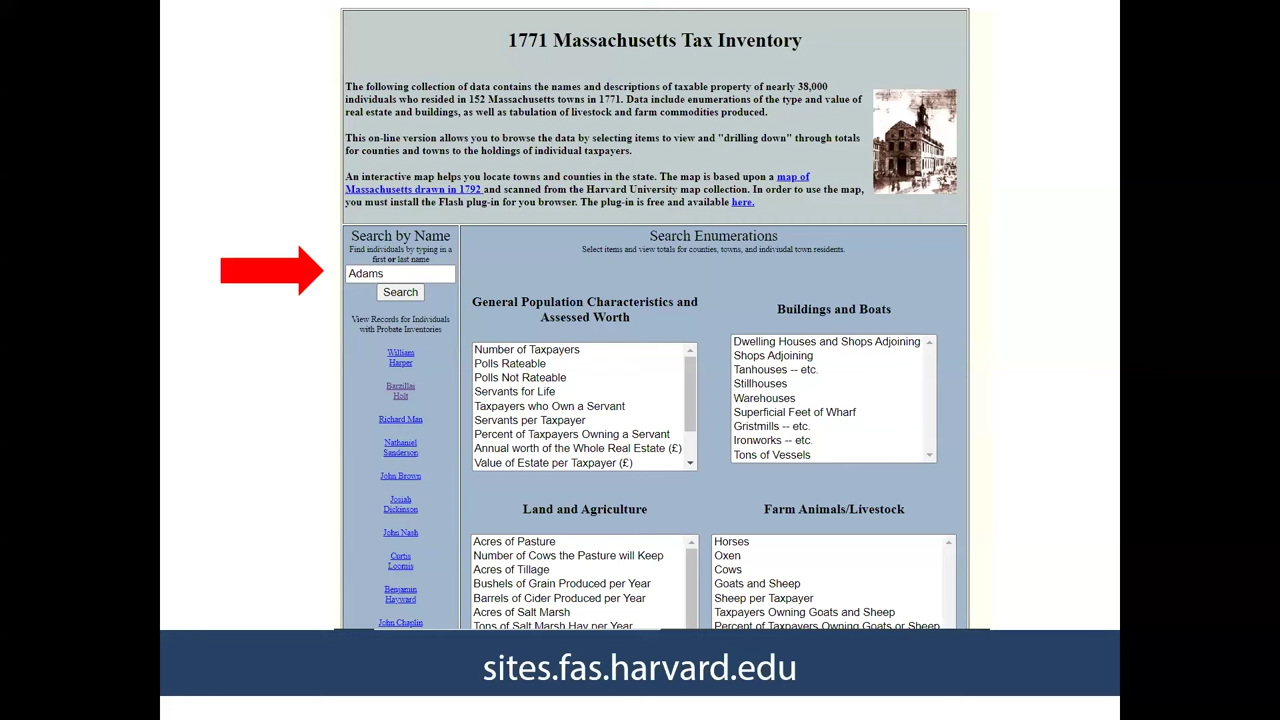 1771 Massachusetts Tax Inventory
The following collection of data contains the names and descriptions of taxable property of nearly 38,000
individuals who resided in 152 Massachusetts towns in 1771. Data include enumerations of the type and value of
real estate and buildings, as well as tabulation of livestock and farm commodities produced.
This on-line version allows you to browse the data by selecting items to view and "drilling down" through totals
for counties and towns to the holdings of individual taxpayers.
An interactive map helps you locate towns and counties in the state. The map is based upon a map of
Massachusetts drawn in 1792 and scanned from the Harvard University map collection. In order to use the map,
you must install the Flash plug-in for you browser. The plug-in is free and available here.
Search by Name
Find individuals by typing in a
first or last name
Adams
Search
View Records for Individuals
with Probate Inventories
William
Harper
Barzillai
Holt
Richard Man
Nathaniel
Sanderson
John Brown
Josiah
Dickinson
John Nash
Curtis
Loomis
Benjamin
Hayward
John Chaplin
Search Enumerations
Select items and view totals for counties, towns, and indiviudal town residents.
General Population Characteristics and
Assessed Worth
Number of Taxpayers
Polls Rateable
Polls Not Rateable
Servants for Life
Taxpayers who Own a Servant
Servants per Taxpayer
Percent of Taxpayers Owning a Servant
Annual worth of the Whole Real Estate (£)
Value of Estate per Taxpayer (£)
Buildings and Boats
Dwelling Houses and Shops Adjoining
Shops Adjoining
Tanhouses -- etc.
Stillhouses
Warehouses
Superficial Feet of Wharf
Gristmills -- etc.
Ironworks -- etc.
Tons of Vessels
Land and Agriculture
Acres of Pasture
Number of Cows the Pasture will Keep
Acres of Tillage
Bushels of Grain Produced per Year
Barrels of Cider Produced per Year
Acres of Salt Marsh
Tons of Salt Marsh Hay per Year
Farm Animals/Livestock
Horses
Oxen
Cows
Goats and Sheep
Sheep per Taxpayer
Taxpayers Owning Goats and Sheep
Percent of Taxpayers Owning Goats or Sheep
sites.fas.harvard.edu